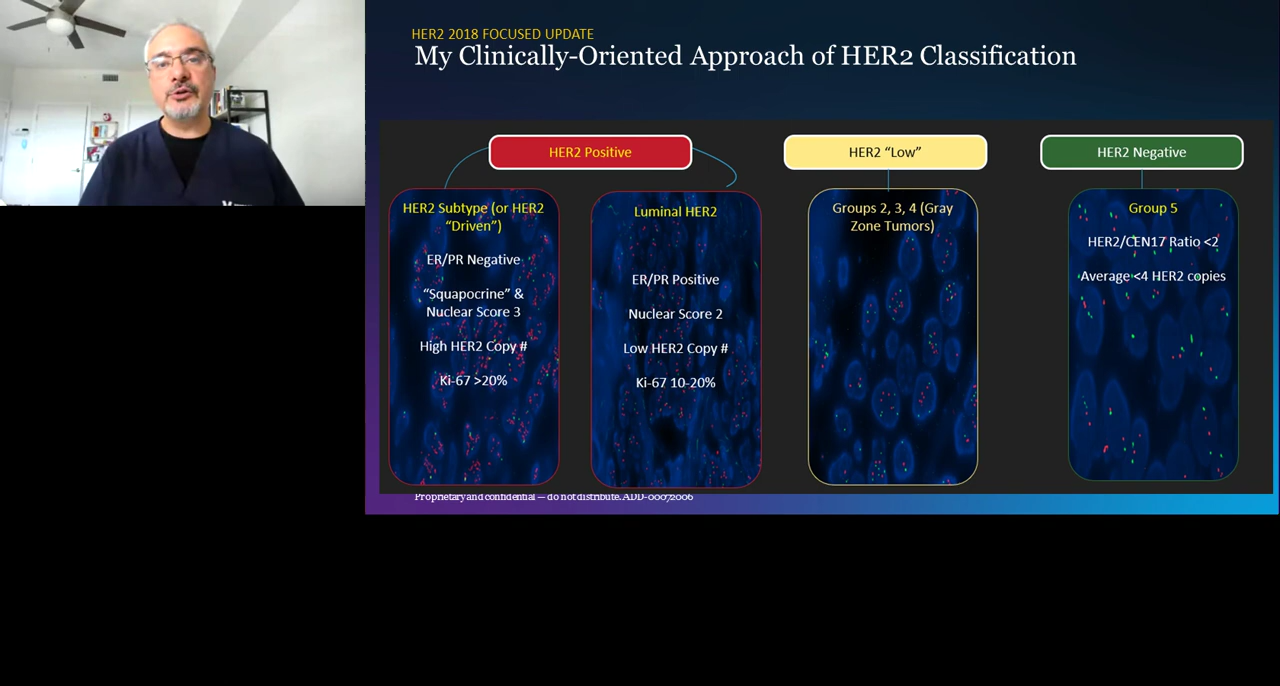 HER2 2018 FOCUSED UPDATE
My Clinically-Oriented Approach of HER2 Classification
HER2 Positive
HER2 Subtype (or HER2
“Driven”)
ER/PR Negative
“Squapocrine” &
Nuclear Score 3
High HER2 Copy #
Ki-67 >20%
Luminal HER2
ER/PR Positive
Nuclear Score 2
Low HER2 Copy #
Ki-67 10-20%
HER2 “Low”
Groups 2, 3, 4 (Gray
Zone Tumors)
HER2 Negative
Group 5
HER2/CEN17 Ratio <2
Average <4 HER2 copies
Proprietary and confidential — do not distribute.